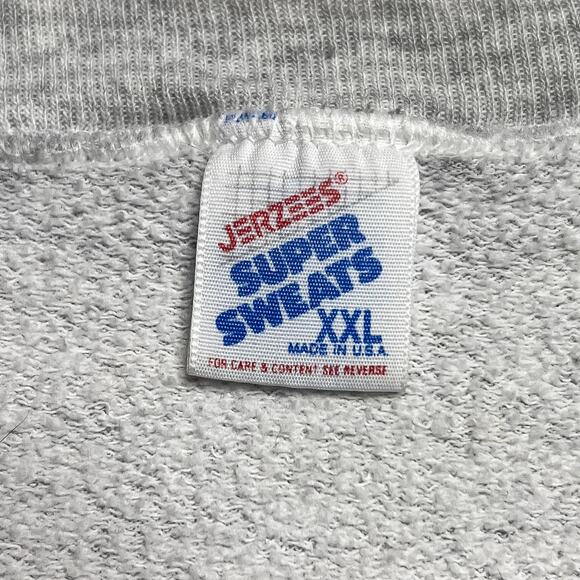 JERZEES®
SUPER
SWEATS
XXL
MADE IN U.S.A.
FOR CARE & CONTENT SEE REVERSE